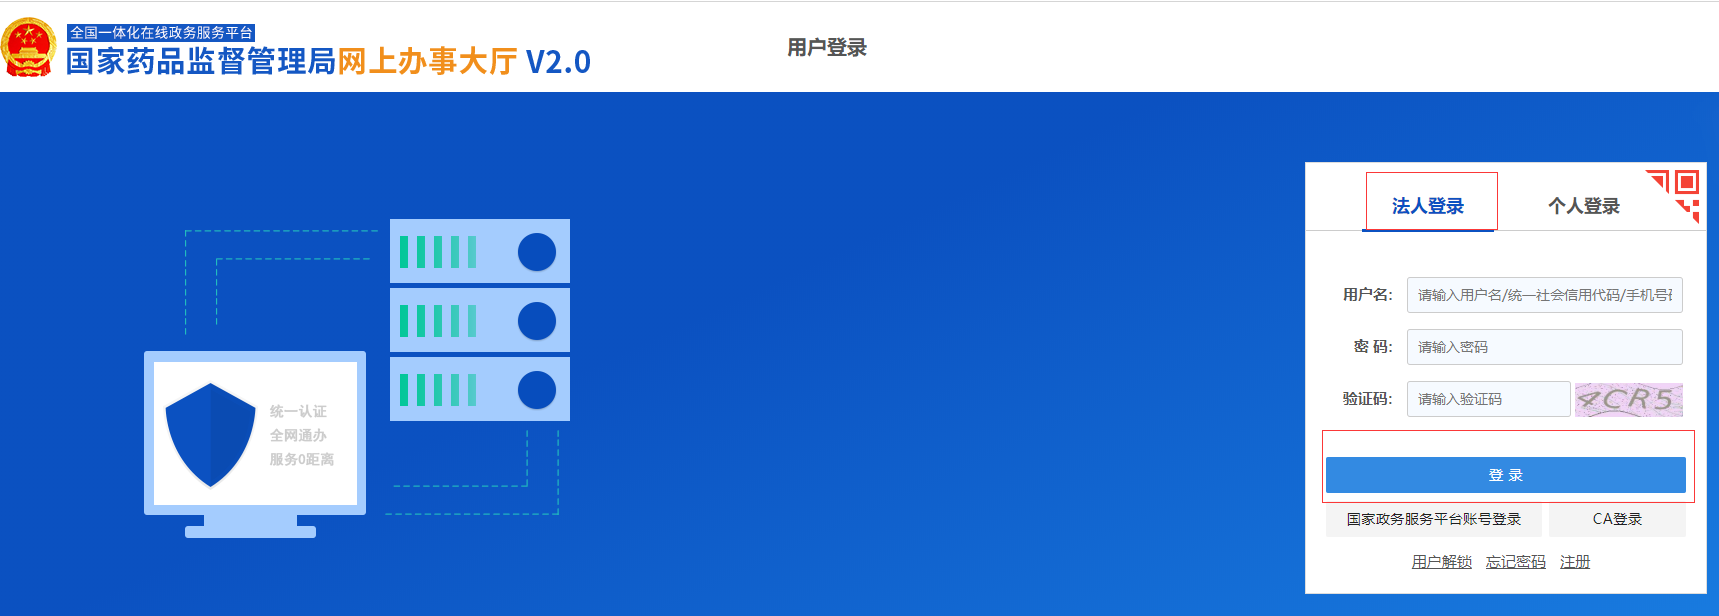 全国一体化在线政务服务平台
国家药品监督管理局网上办事大厅 V2.0
用户登录
统一认证
全网通办
服务0距离
法人登录 个人登录
用户名: 请输入用户名/统一社会信用代码/手机号
密 码: 请输入密码
验证码: 请输入验证码 4CR5
登 录
国家政务服务平台账号登录 CA登录
用户解锁 忘记密码 注册